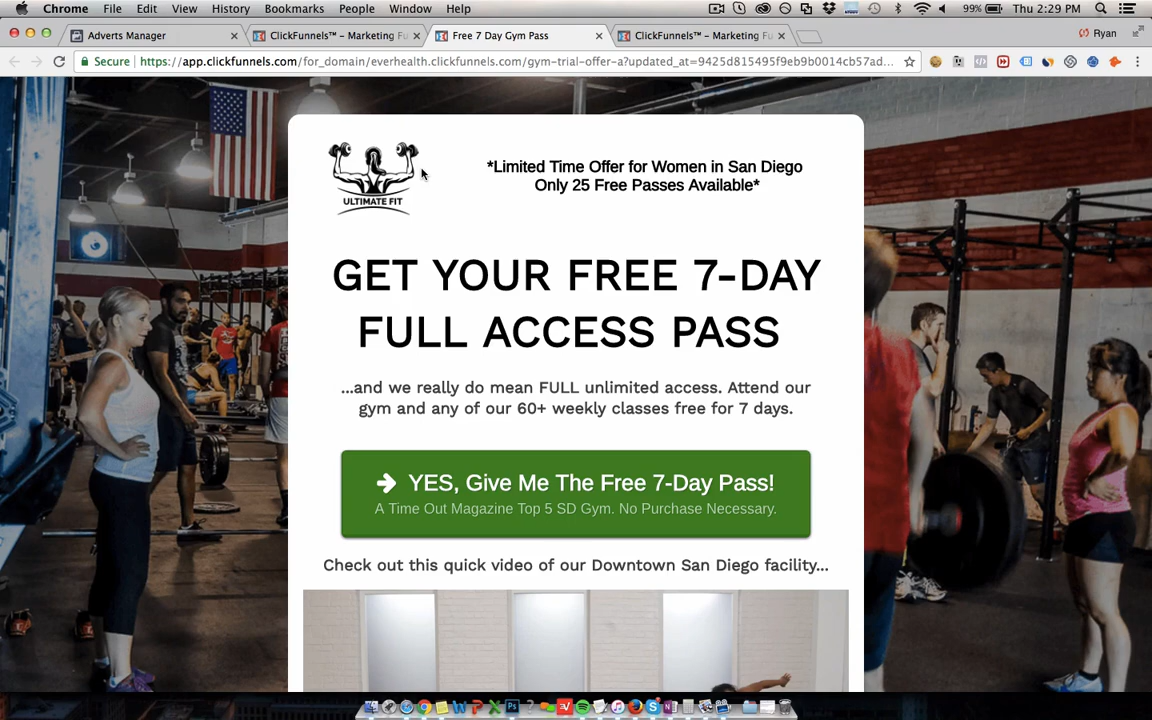 Chrome File Edit View History Bookmarks People Window Help 99% Thu 2:29 PM
Adverts Manager ClickFunnels™ – Marketing Fu Free 7 Day Gym Pass ClickFunnels™ – Marketing Fu Ryan
Secure https://app.clickfunnels.com/for_domain/everhealth.clickfunnels.com/gym-trial-offer-a?updated_at=9425d815495f9eb9b0014cb57ad...
ULTIMATE FIT
*Limited Time Offer for Women in San Diego
Only 25 Free Passes Available*
GET YOUR FREE 7-DAY
FULL ACCESS PASS
...and we really do mean FULL unlimited access. Attend our
gym and any of our 60+ weekly classes free for 7 days.
YES, Give Me The Free 7-Day Pass!
A Time Out Magazine Top 5 SD Gym. No Purchase Necessary.
Check out this quick video of our Downtown San Diego facility...